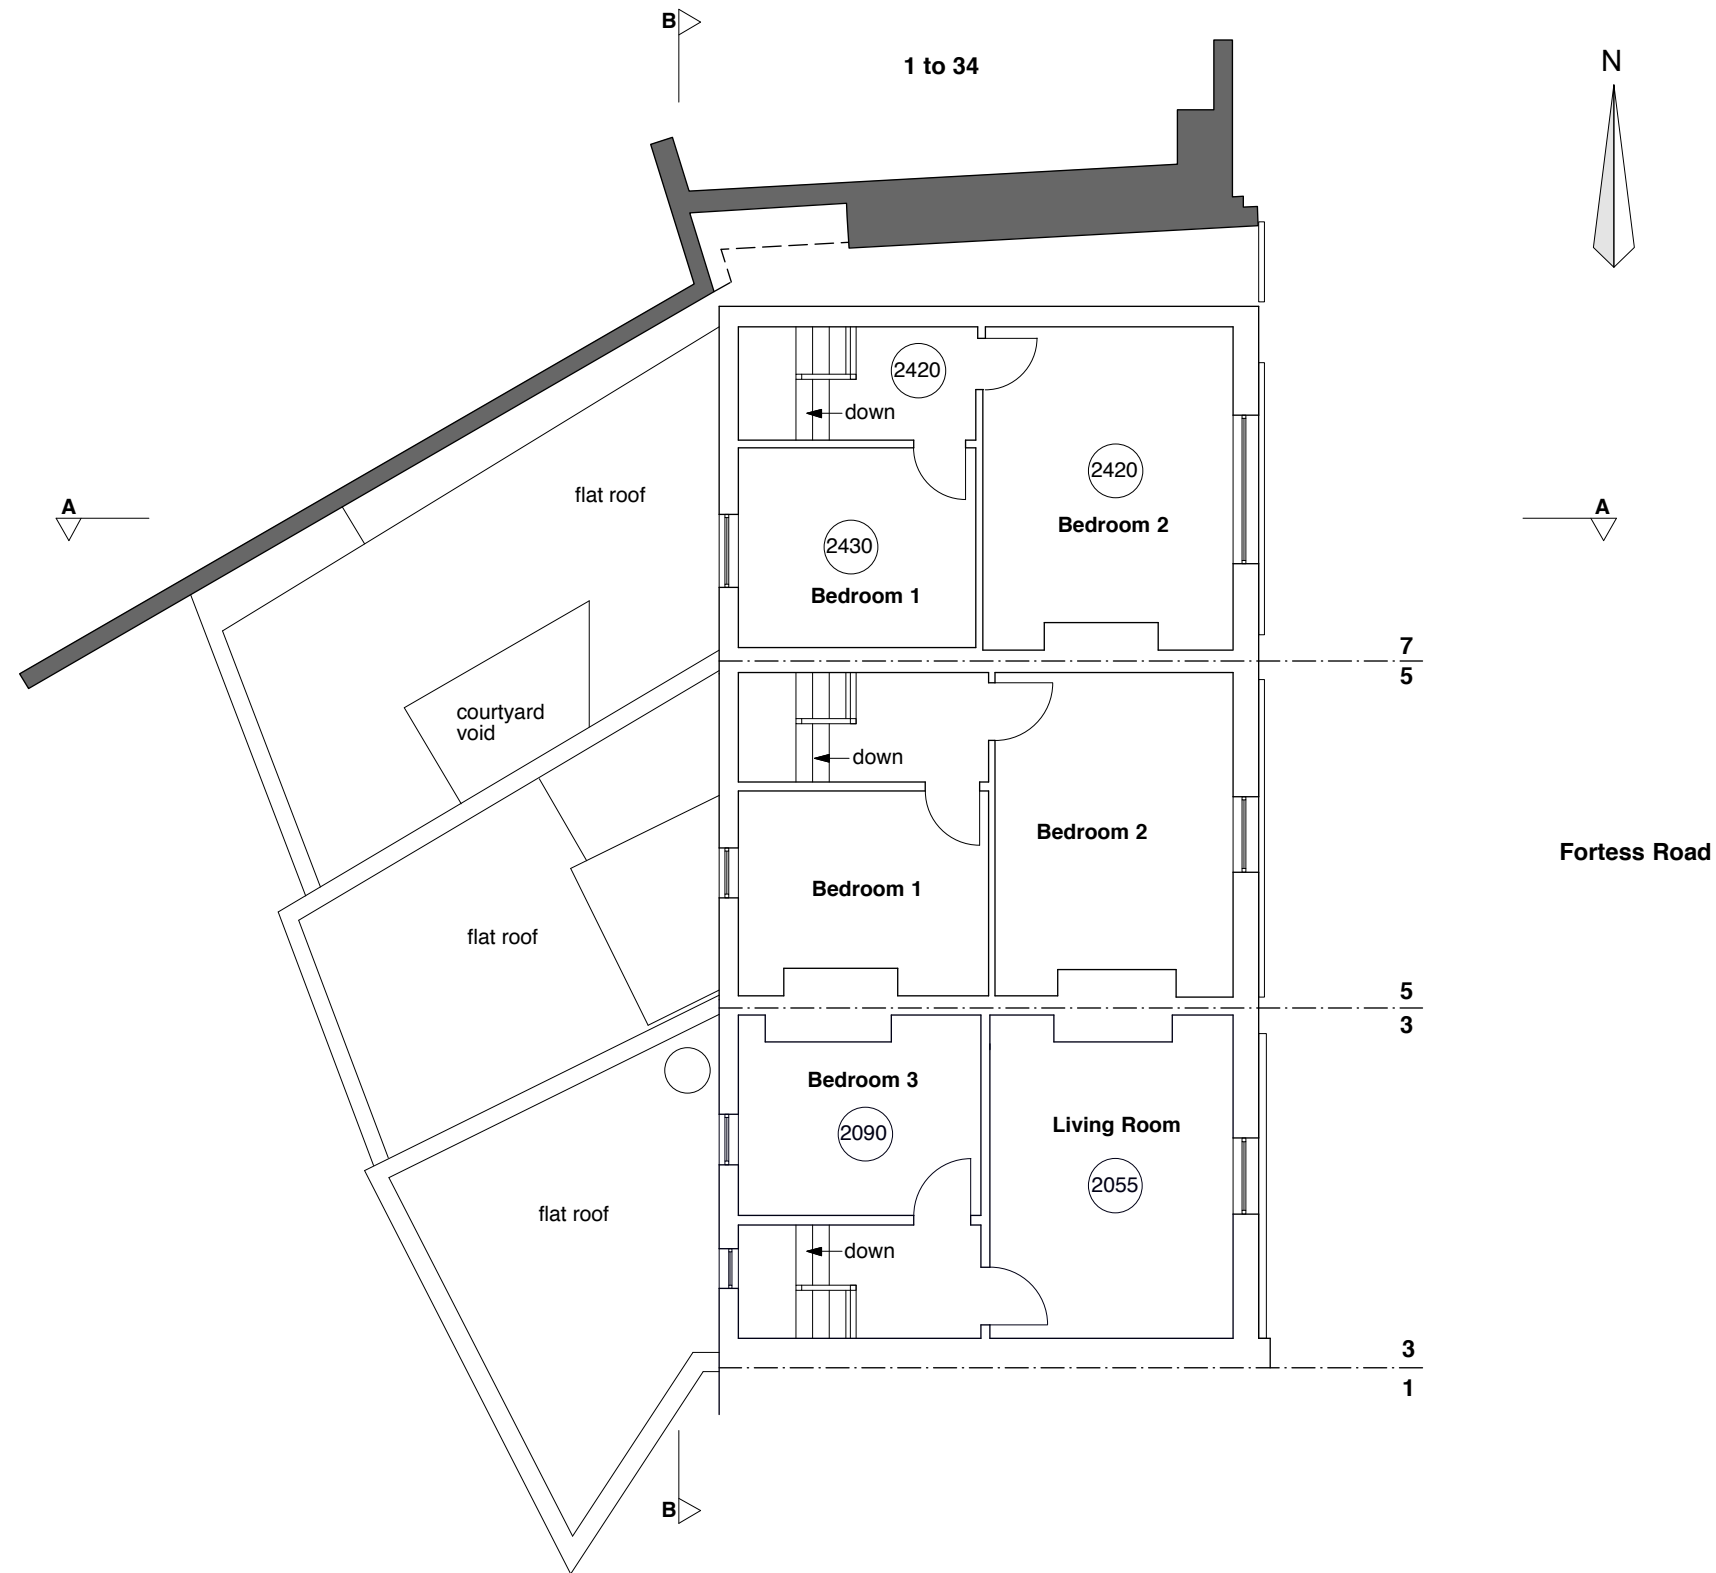 B
1 to 34
N
2420
down
flat roof
2420
A
A
Bedroom 2
2430
Bedroom 1
7
5
courtyard
void
down
Bedroom 2
Fortess Road
Bedroom 1
flat roof
5
3
Bedroom 3
Living Room
2090
2055
flat roof
down
3
1
B